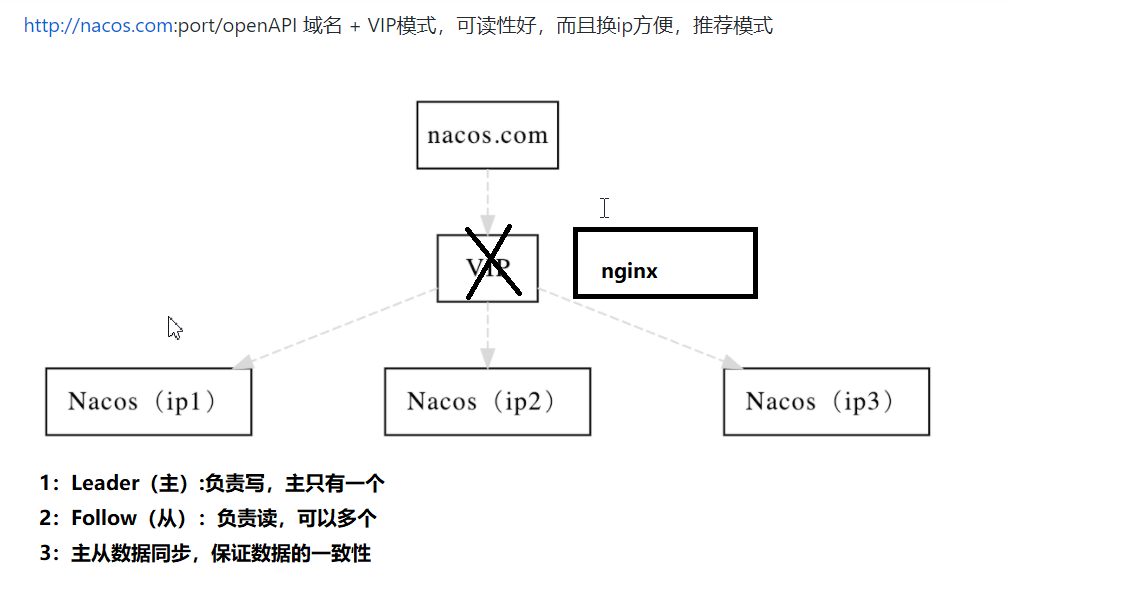 http://nacos.com:port/openAPI 域名 + VIP模式，可读性好，而且换ip方便，推荐模式
nacos.com
VIP
nginx
Nacos（ip1）
Nacos（ip2）
Nacos（ip3）
1：Leader（主）:负责写，主只有一个
2：Follow（从）：负责读，可以多个
3：主从数据同步，保证数据的一致性